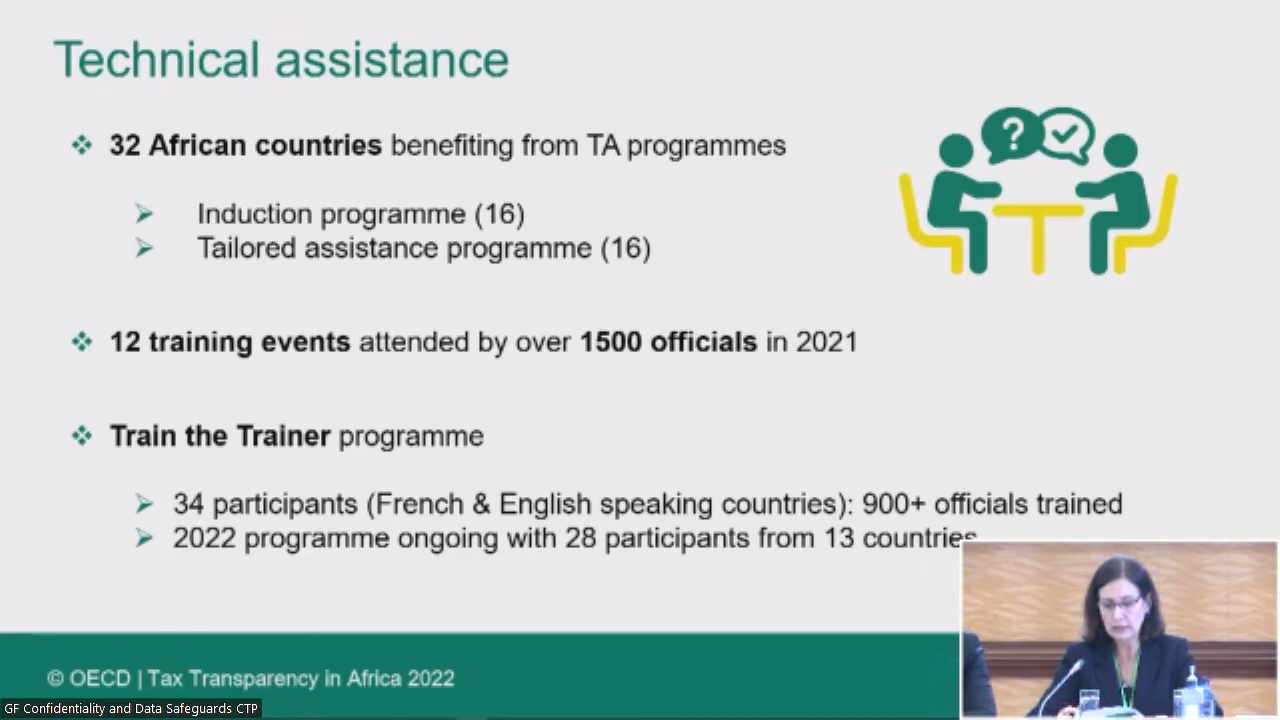 Technical assistance
32 African countries benefiting from TA programmes
Induction programme (16)
Tailored assistance programme (16)
12 training events attended by over 1500 officials in 2021
Train the Trainer programme
34 participants (French & English speaking countries): 900+ officials trained
2022 programme ongoing with 28 participants from 13 countries
© OECD | Tax Transparency in Africa 2022
GF Confidentiality and Data Safeguards CTP